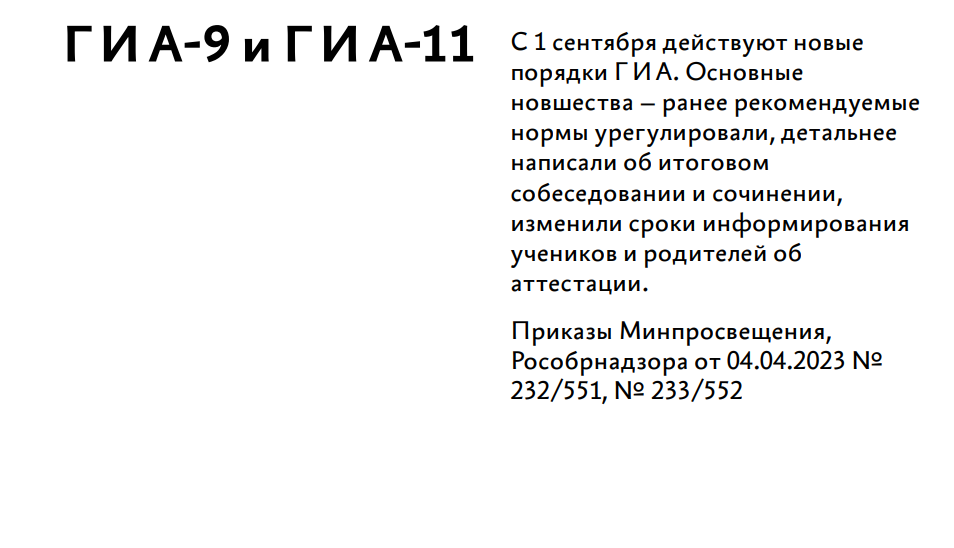 ГИА-9 и ГИА-11
С 1 сентября действуют новые
порядки ГИА. Основные
новшества – ранее рекомендуемые
нормы урегулировали, детальнее
написали об итоговом
собеседовании и сочинении,
изменили сроки информирования
учеников и родителей об
аттестации.
Приказы Минпросвещения,
Рособрнадзора от 04.04.2023 №
232/551, № 233/552